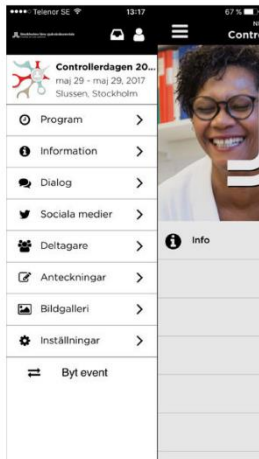 Telenor SE
13:17
67 %
Controllerdagen 20...
maj 29 - maj 29, 2017
Slussen, Stockholm
Program
Information
Dialog
Sociala medier
Deltagare
Anteckningar
Bildgalleri
Inställningar
Byt event
Contro
Info